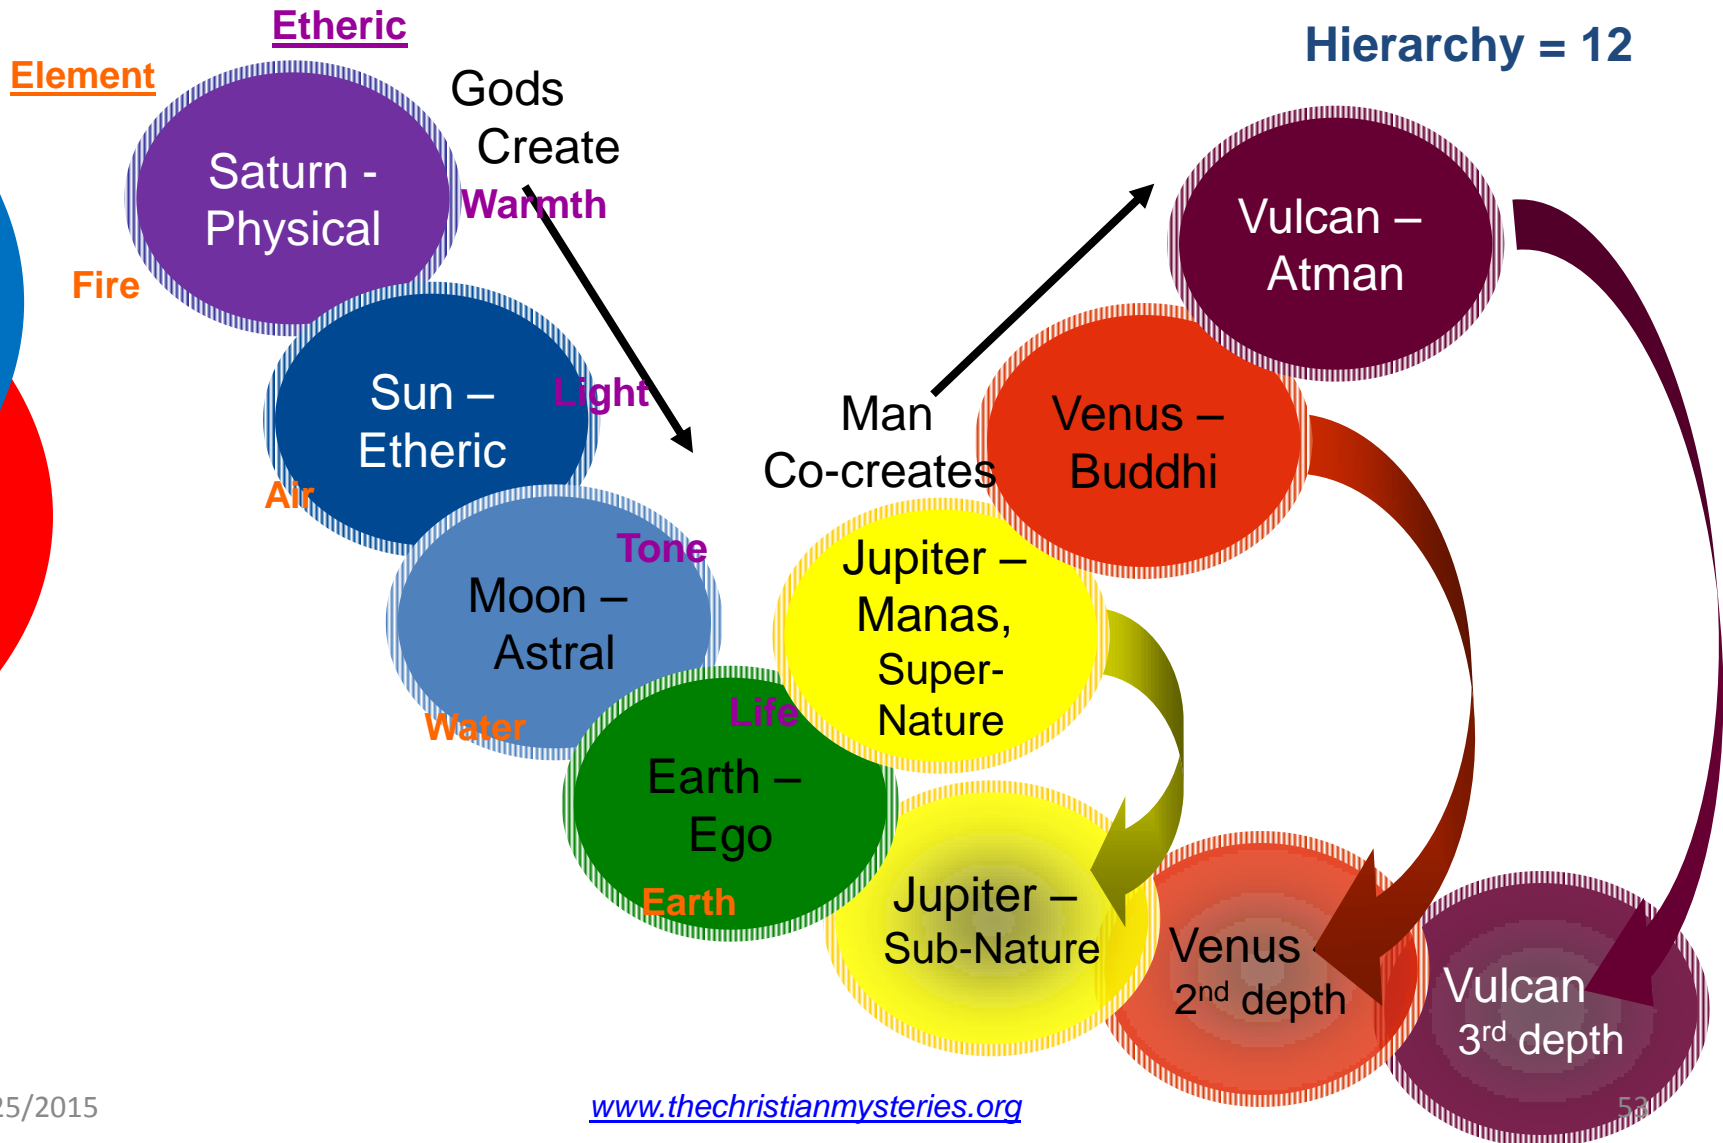 Etheric
Hierarchy = 12
Element
Gods
Create
Saturn -
Physical
Warmth
Vulcan –
Atman
Fire
Sun –
Etheric
Light
Man
Co-creates
Venus –
Buddhi
Air
Tone
Moon –
Astral
Jupiter –
Manas,
Super-
Nature
Water
Life
Earth –
Ego
Earth
Jupiter –
Sub-Nature
Venus
2nd depth
Vulcan
3rd depth
25/2015
www.thechristianmysteries.org
53